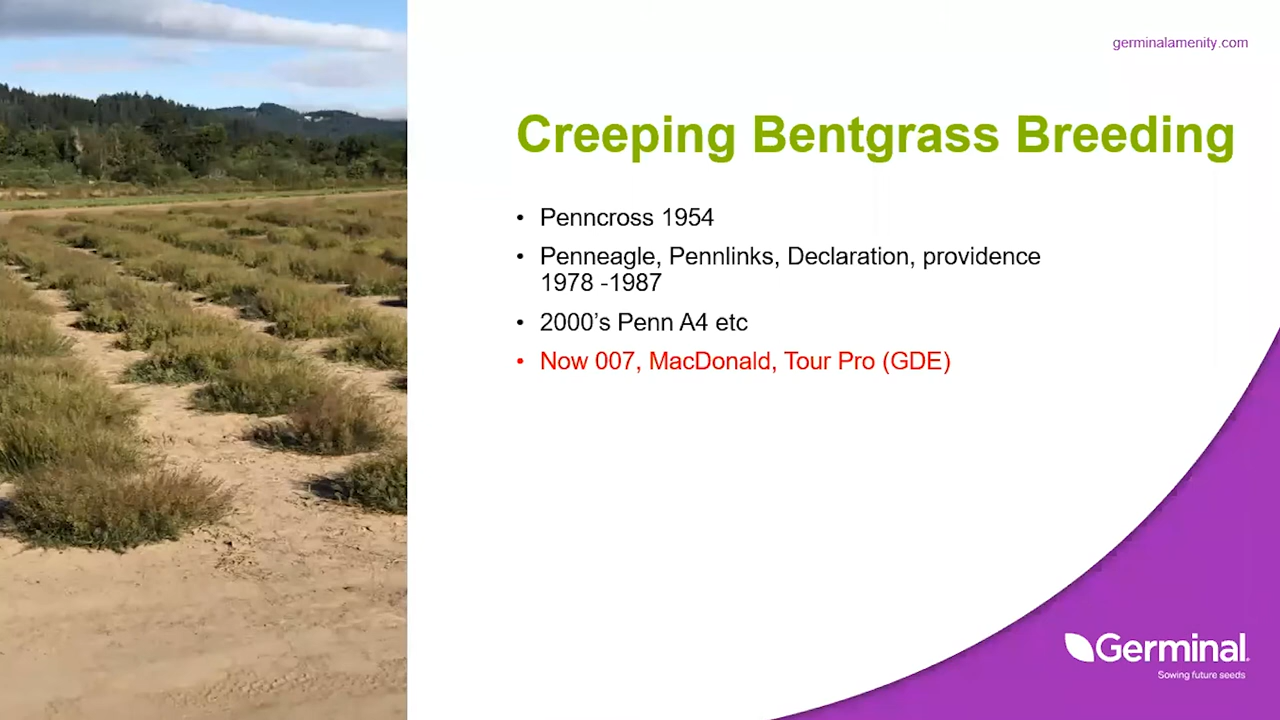 germinalamenity.com
Creeping Bentgrass Breeding
• Penncross 1954
• Penneagle, Pennlinks, Declaration, providence
1978 -1987
• 2000’s Penn A4 etc
• Now 007, MacDonald, Tour Pro (GDE)
Germinal
Sowing future seeds